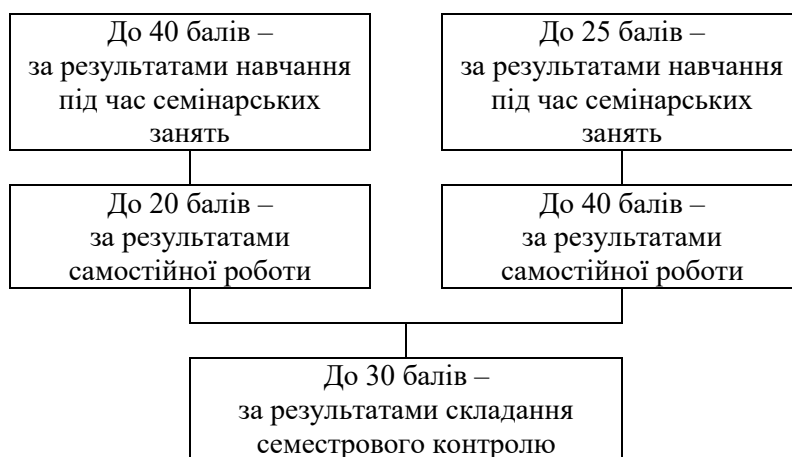 До 40 балів –
за результатами навчання
під час семінарських
занять
До 25 балів –
за результатами навчання
під час семінарських
занять
До 20 балів –
за результатами
самостійної роботи
До 40 балів –
за результатами
самостійної роботи
До 30 балів –
за результатами складання
семестрового контролю